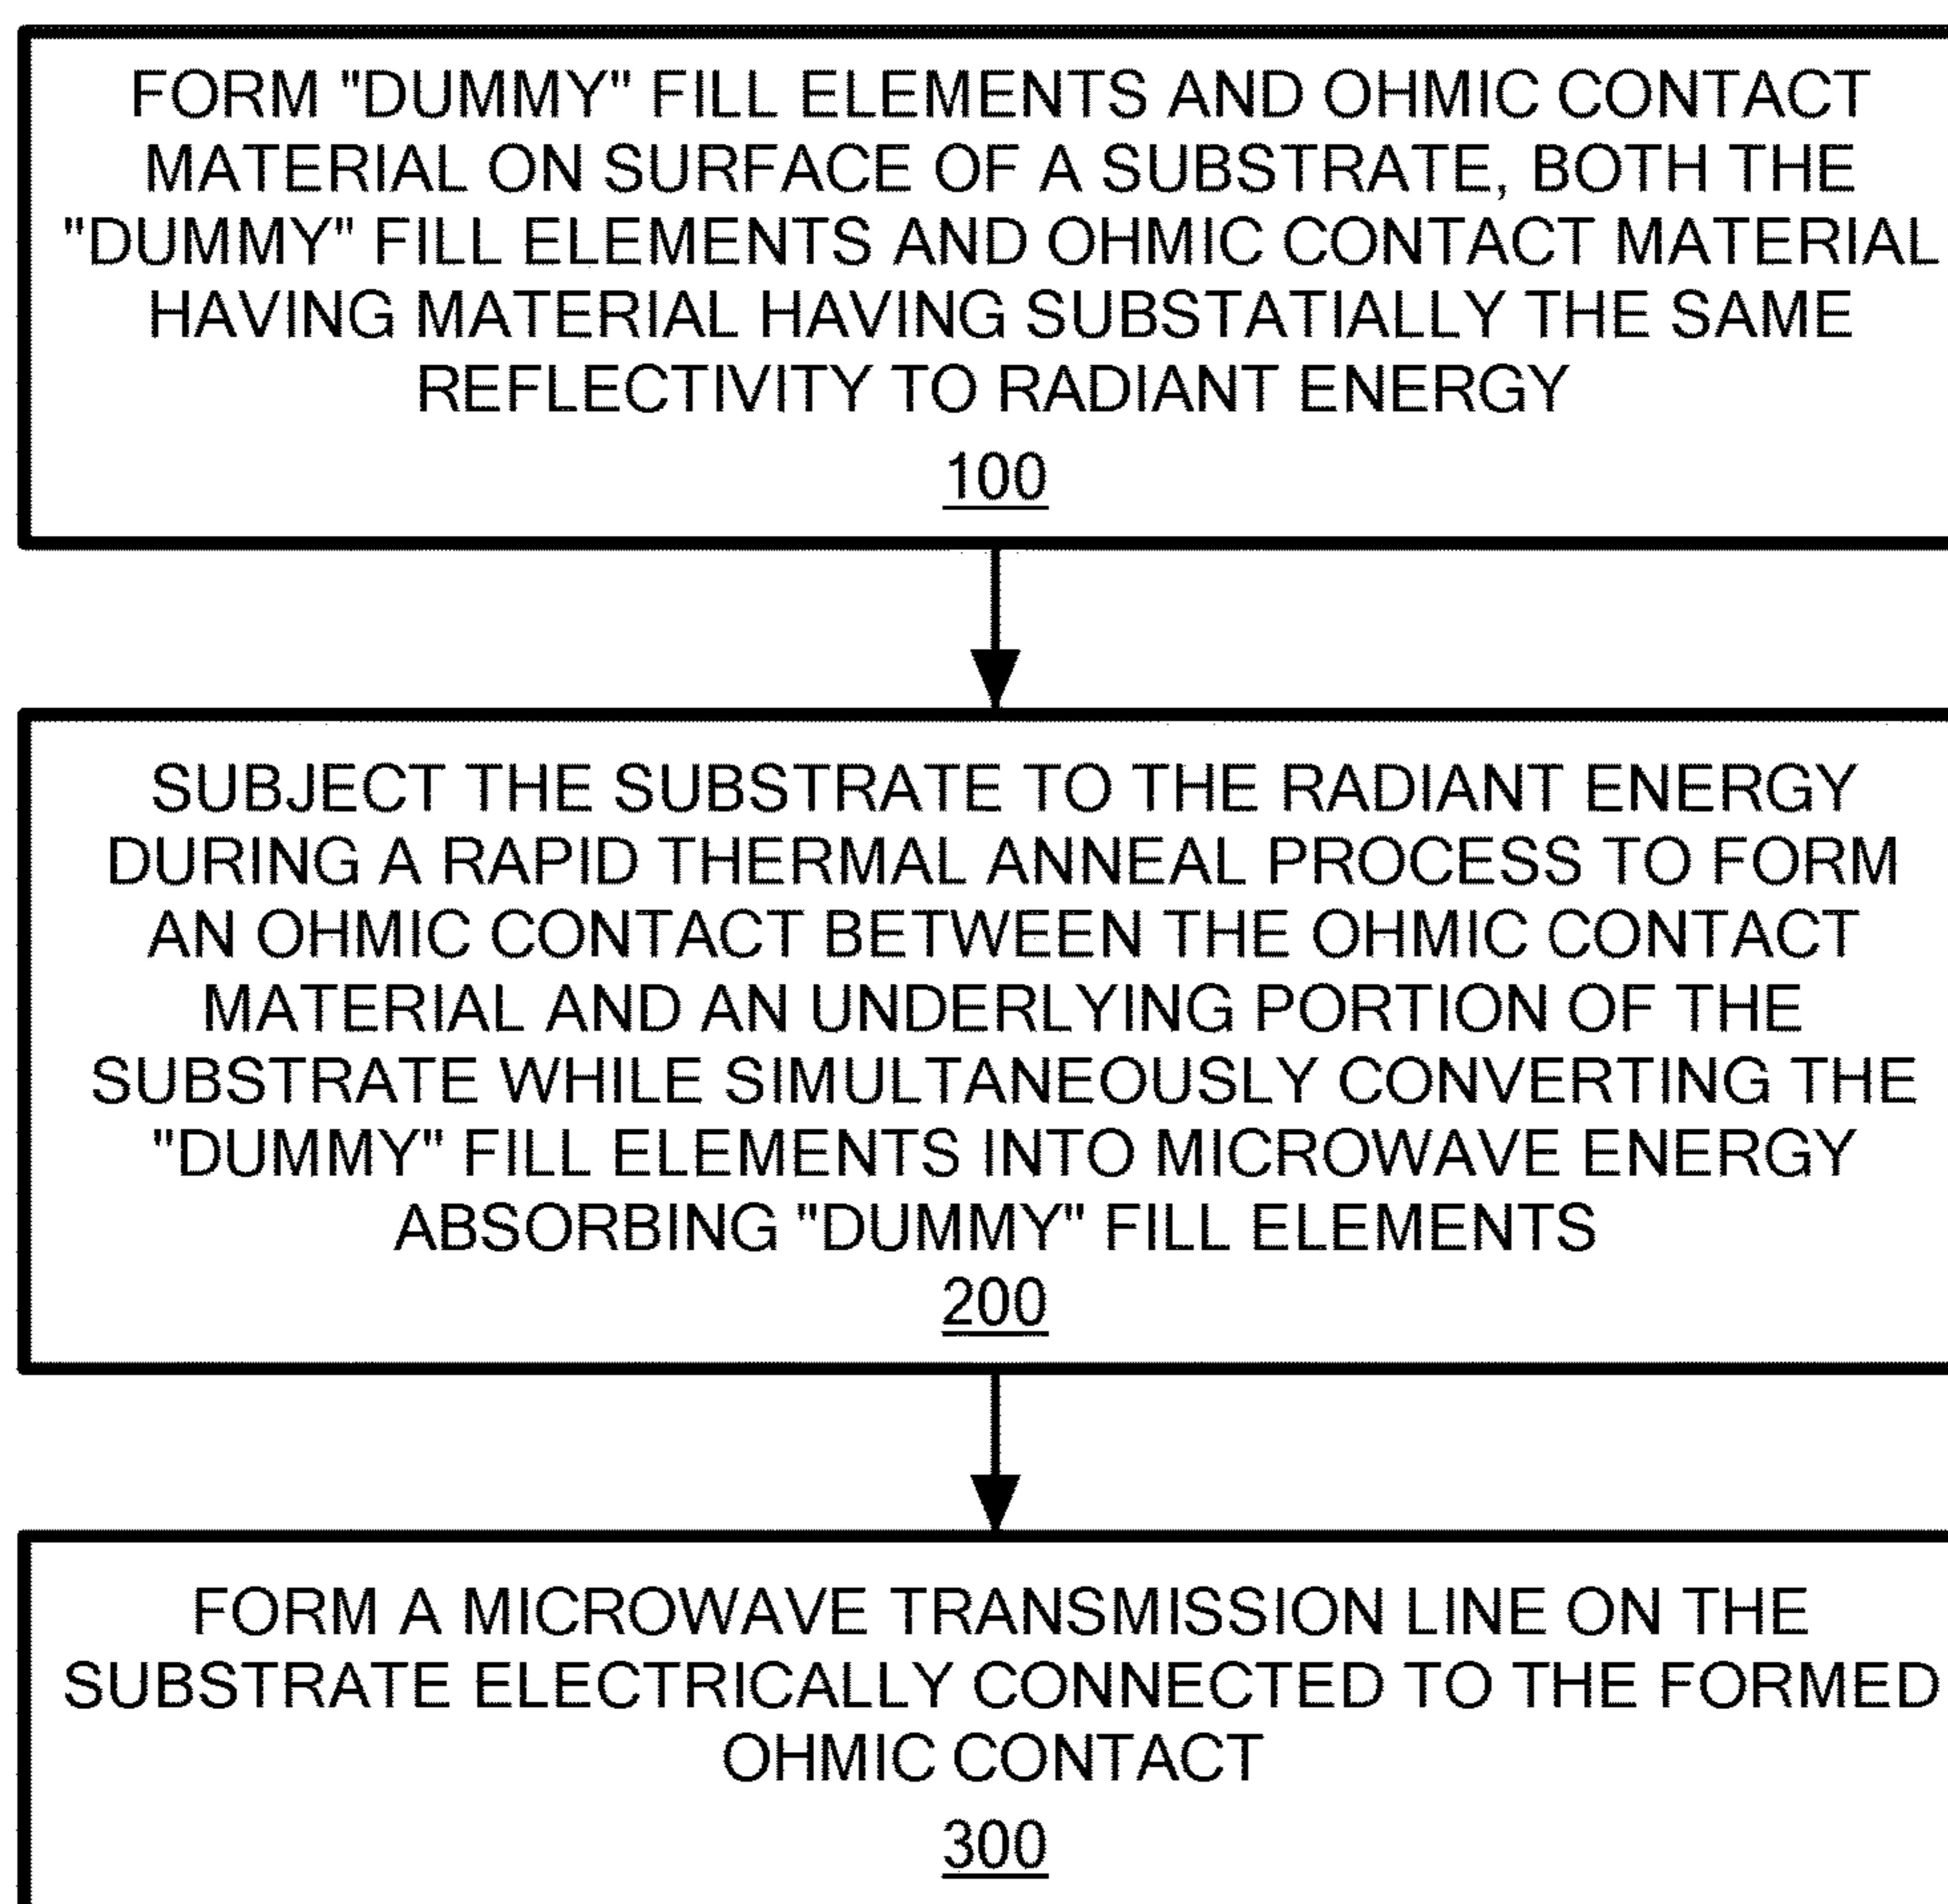 FORM "DUMMY" FILL ELEMENTS AND OHMIC CONTACT
MATERIAL ON SURFACE OF A SUBSTRATE, BOTH THE
"DUMMY" FILL ELEMENTS AND OHMIC CONTACT MATERIAL
HAVING MATERIAL HAVING SUBSTATIALLY THE SAME
REFLECTIVITY TO RADIANT ENERGY
100
SUBJECT THE SUBSTRATE TO THE RADIANT ENERGY
DURING A RAPID THERMAL ANNEAL PROCESS TO FORM
AN OHMIC CONTACT BETWEEN THE OHMIC CONTACT
MATERIAL AND AN UNDERLYING PORTION OF THE
SUBSTRATE WHILE SIMULTANEOUSLY CONVERTING THE
"DUMMY" FILL ELEMENTS INTO MICROWAVE ENERGY
ABSORBING "DUMMY" FILL ELEMENTS
200
FORM A MICROWAVE TRANSMISSION LINE ON THE
SUBSTRATE ELECTRICALLY CONNECTED TO THE FORMED
OHMIC CONTACT
300